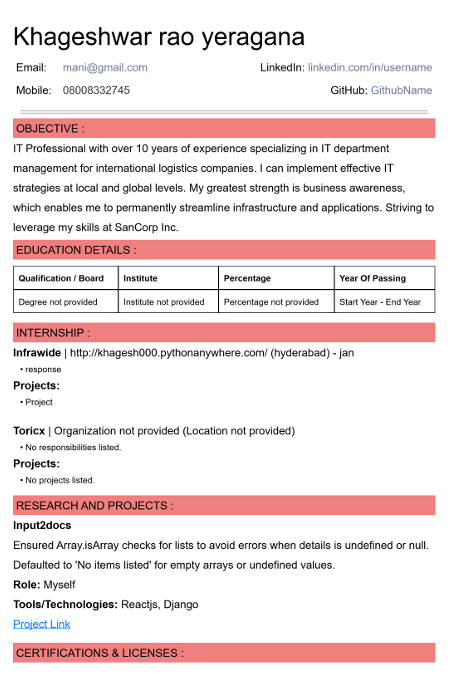 Khageshwar rao yeragana
Email: mani@gmail.com LinkedIn: linkedin.com/in/username
Mobile: 08008332745 GitHub: GithubName
OBJECTIVE :
IT Professional with over 10 years of experience specializing in IT department
management for international logistics companies. I can implement effective IT
strategies at local and global levels. My greatest strength is business awareness,
which enables me to permanently streamline infrastructure and applications. Striving to
leverage my skills at SanCorp Inc.
EDUCATION DETAILS :
Qualification / Board Institute Percentage Year Of Passing
Degree not provided Institute not provided Percentage not provided Start Year - End Year
INTERNSHIP :
Infrawide | http://khagesh000.pythonanywhere.com/ (hyderabad) - jan
• response
Projects:
• Project
Toricx | Organization not provided (Location not provided)
• No responsibilities listed.
Projects:
• No projects listed.
RESEARCH AND PROJECTS :
Input2docs
Ensured Array.isArray checks for lists to avoid errors when details is undefined or null.
Defaulted to 'No items listed' for empty arrays or undefined values.
Role: Myself
Tools/Technologies: Reactjs, Django
Project Link
CERTIFICATIONS & LICENSES :